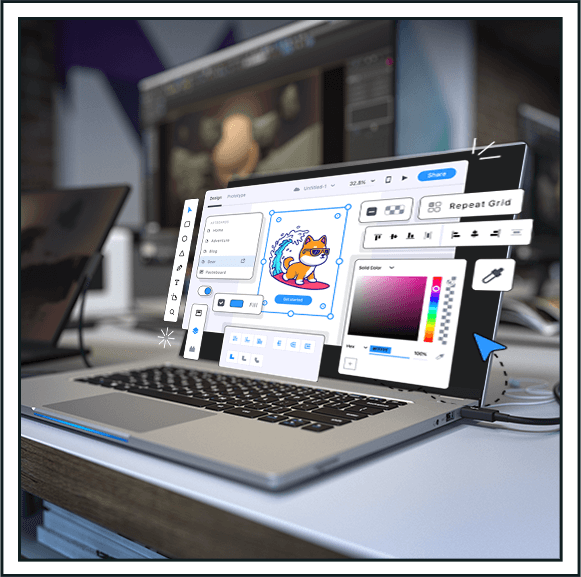 Design Prototype
Untitled-1
32.8%
Share
Home
Adventure
Blog
Gear
Pasteboard
Get started
Repeat Grid
Fill
Solid Color
T
Hex
100%